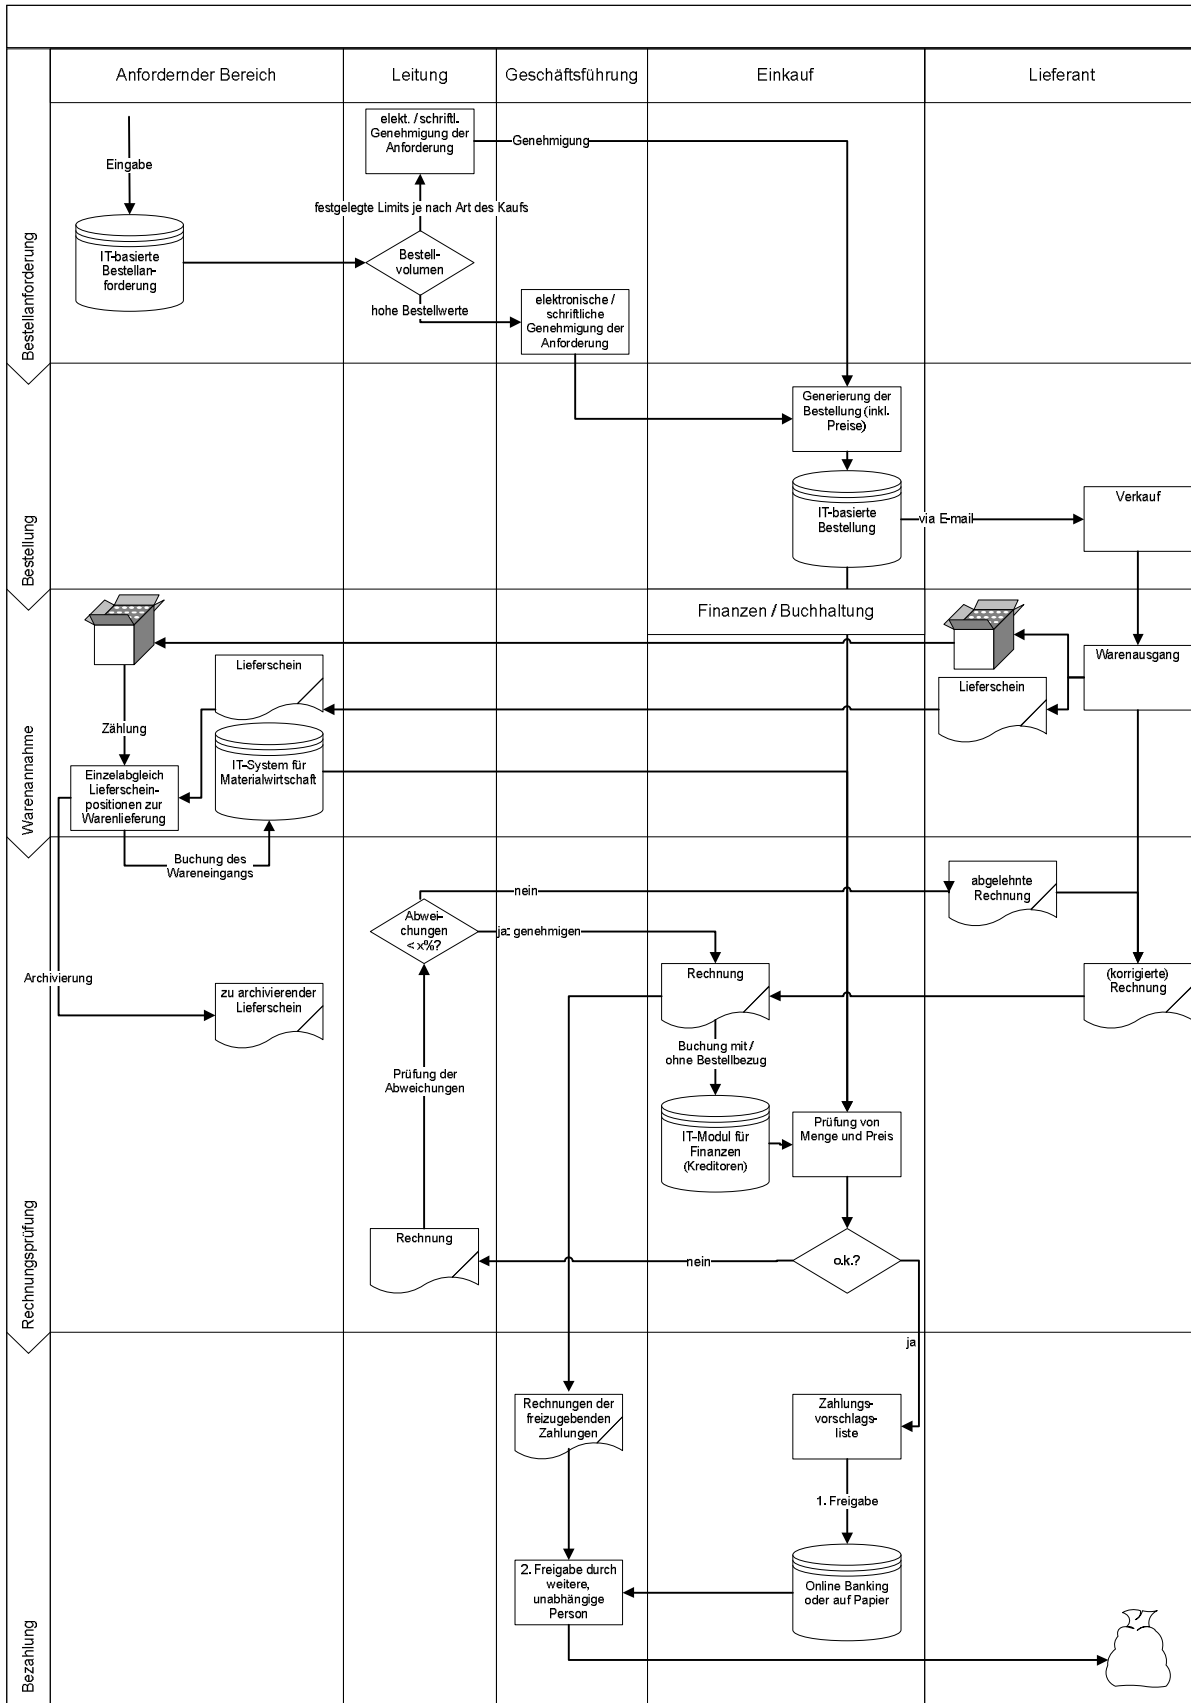 Anfordernder Bereich
Leitung
Geschäftsführung
Einkauf
Lieferant
Bestellanforderung
Eingabe
IT-basierte
Bestellan-
forderung
elekt. / schriftl.
Genehmigung der
Anforderung
Genehmigung
festgelegte Limits je nach Art des Kaufs
Bestell-
volumen
hohe Bestellwerte
elektronische /
schriftliche
Genehmigung der
Anforderung
Bestellung
Generierung der
Bestellung (inkl.
Preise)
IT-basierte
Bestellung
via E-mail
Verkauf
Warenannahme
Finanzen / Buchhaltung
Lieferschein
Zählung
IT-System für
Materialwirtschaft
Einzelabgleich
Lieferschein-
positionen zur
Warenlieferung
Lieferschein
Warenausgang
Rechnungsprüfung
Buchung des
Wareneingangs
Archivierung
zu archivierender
Lieferschein
nein
Abwei-
chungen
< x%?
ja: genehmigen
abgelehnte
Rechnung
Rechnung
(korrigierte)
Rechnung
Buchung mit /
ohne Bestellbezug
Prüfung der
Abweichungen
IT-Modul für
Finanzen
(Kreditoren)
Prüfung von
Menge und Preis
Rechnung
nein
o.k.?
ja
Bezahlung
Rechnungen der
freizugebenden
Zahlungen
Zahlungs-
vorschlags-
liste
1. Freigabe
2. Freigabe durch
weitere,
unabhängige
Person
Online Banking
oder auf Papier